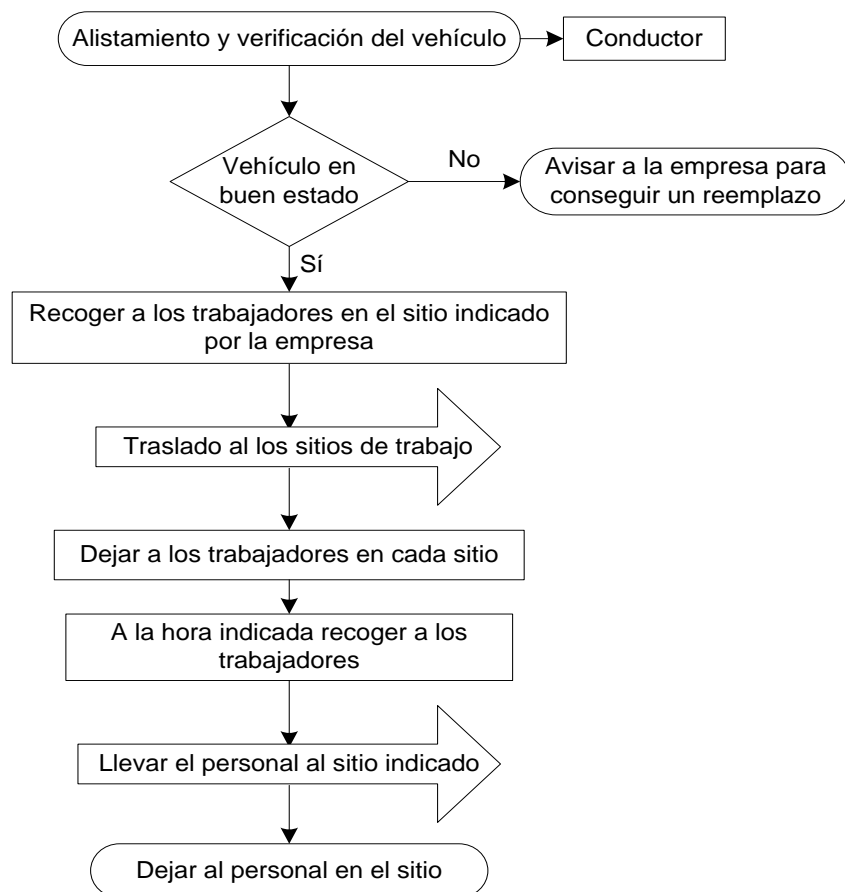 Alistamiento y verificación del vehículo
Conductor
Vehículo en
buen estado
No
Avisar a la empresa para
conseguir un reemplazo
Sí
Recoger a los trabajadores en el sitio indicado
por la empresa
Traslado al los sitios de trabajo
Dejar a los trabajadores en cada sitio
A la hora indicada recoger a los
trabajadores
Llevar el personal al sitio indicado
Dejar al personal en el sitio